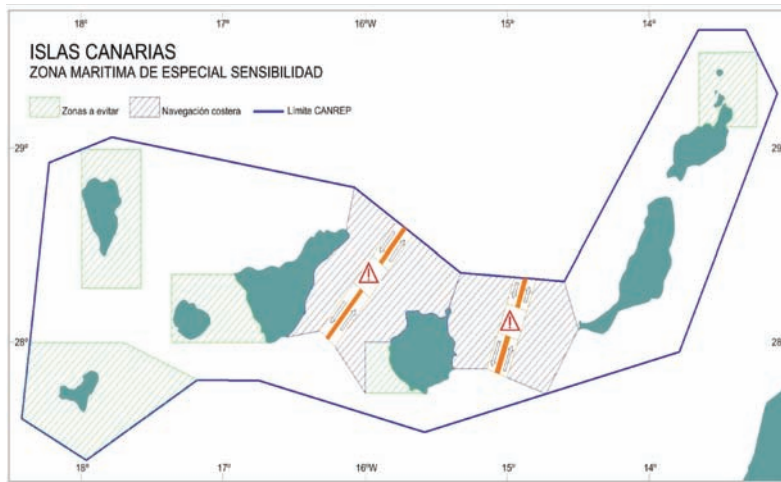 18° 17° 16°W 15° 14°
ISLAS CANARIAS
ZONA MARITIMA DE ESPECIAL SENSIBILIDAD
Zonas a evitar Navegación costera Límite CANREP
29° 29°
28° 28°
18° 17° 16°W 15° 14°